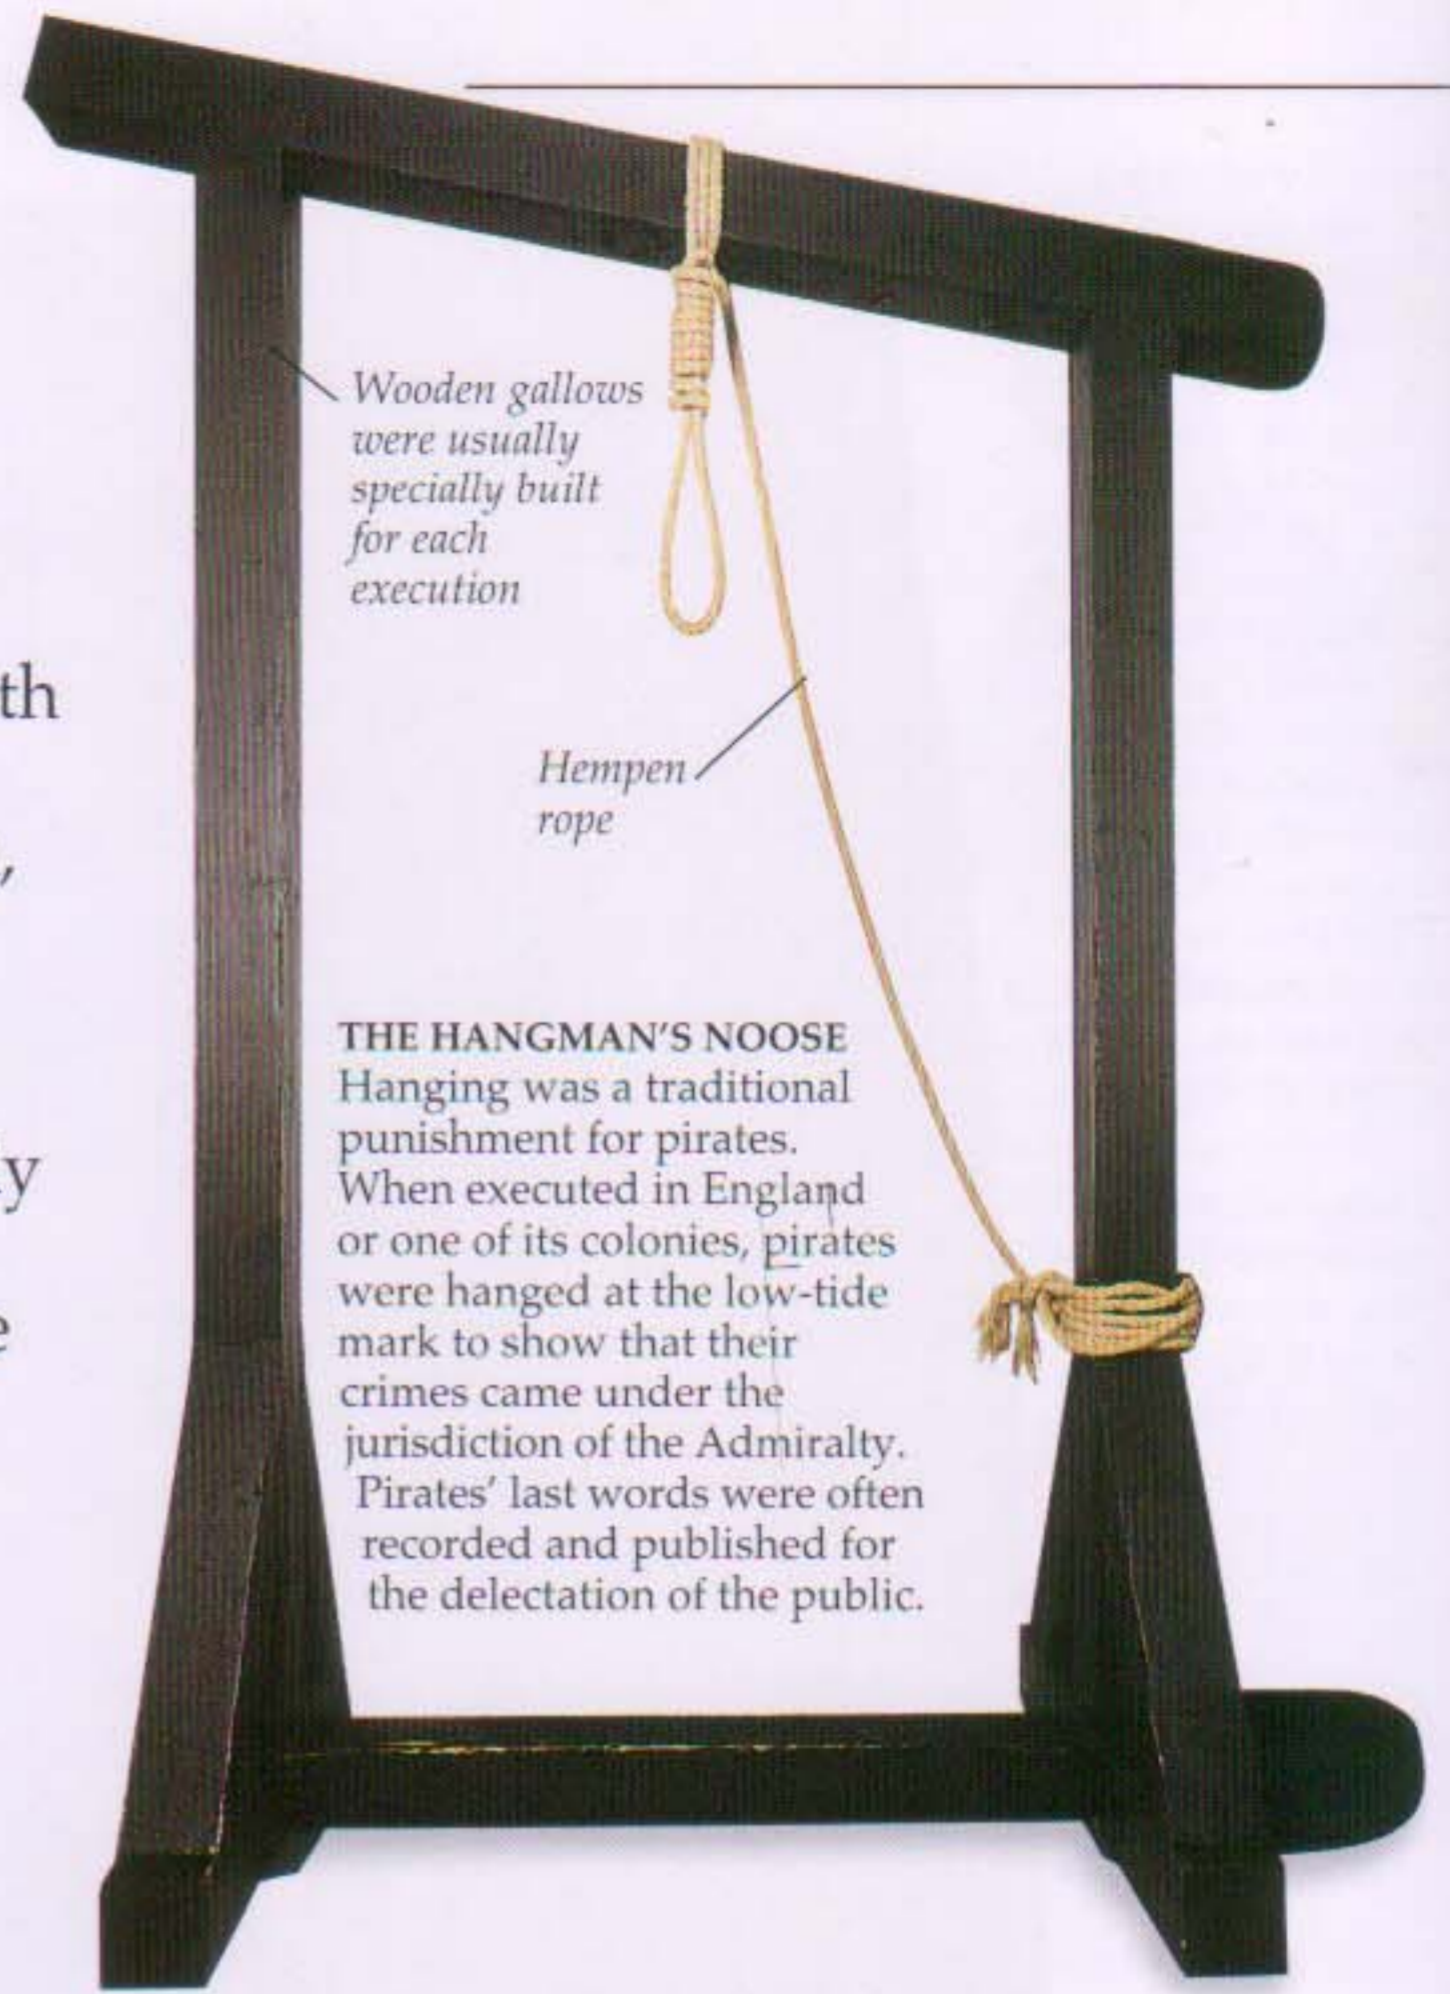 Wooden gallows
were usually
specially built
for each
execution
th
,
Hempen
rope
y
e
THE HANGMAN'S NOOSE
Hanging was a traditional
punishment for pirates.
When executed in England
or one of its colonies, pirates
were hanged at the low-tide
mark to show that their
crimes came under the
jurisdiction of the Admiralty.
Pirates' last words were often
recorded and published for
the delectation of the public.